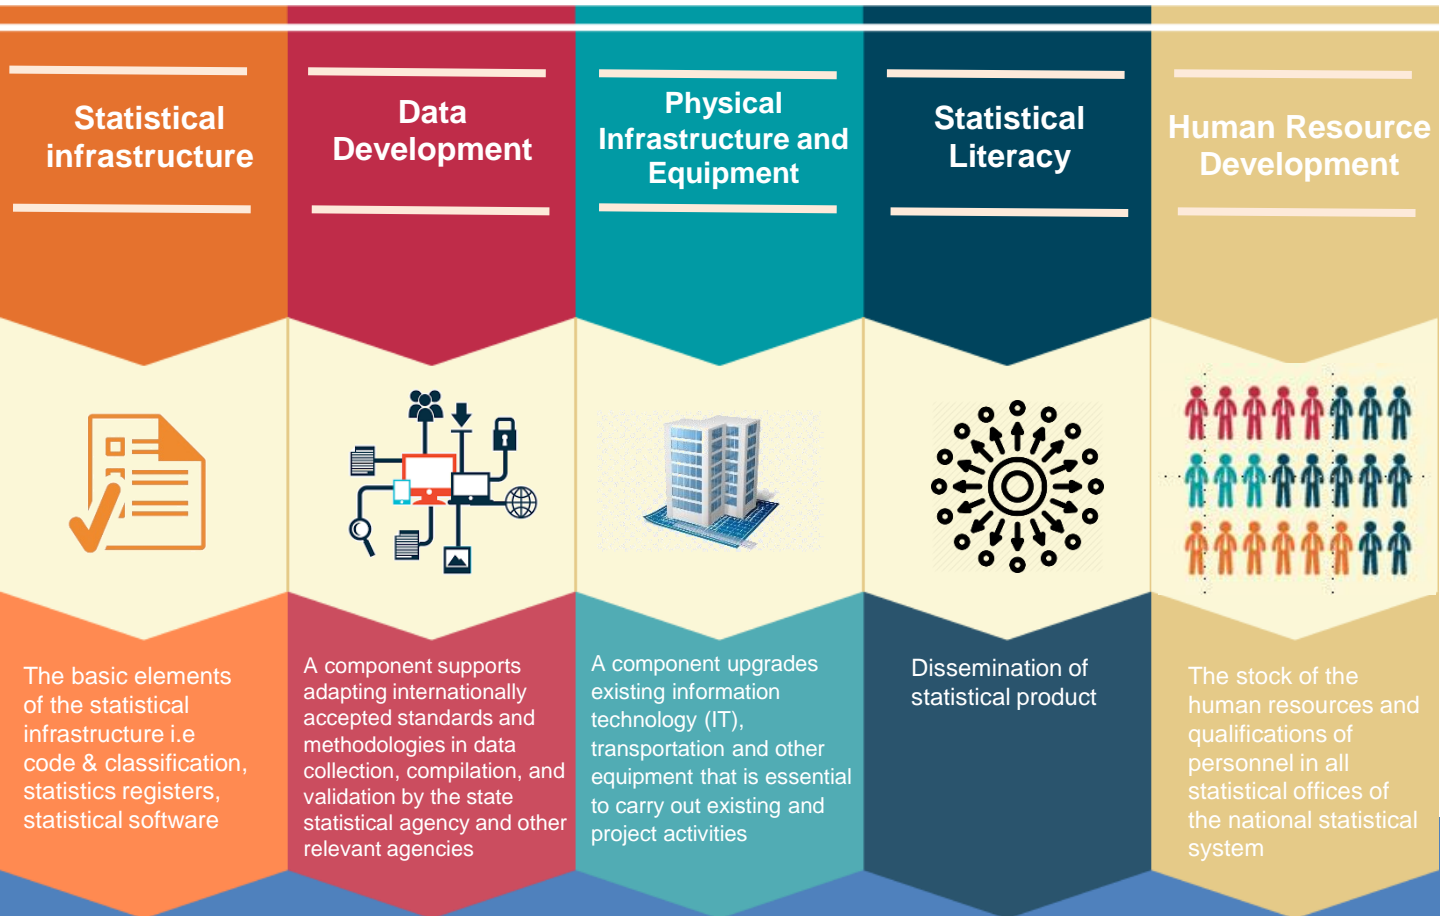 Statistical
infrastructure
Data
Development
Physical
Infrastructure and
Equipment
Statistical
Literacy
Human Resource
Development
The basic elements
of the statistical
infrastructure i.e
code & classification,
statistics registers,
statistical software
A component supports
adapting internationally
accepted standards and
methodologies in data
collection, compilation, and
validation by the state
statistical agency and other
relevant agencies
A component upgrades
existing information
technology (IT),
transportation and other
equipment that is essential
to carry out existing and
project activities
Dissemination of
statistical product
The stock of the
human resources and
qualifications of
personnel in all
statistical offices of
the national statistical
system